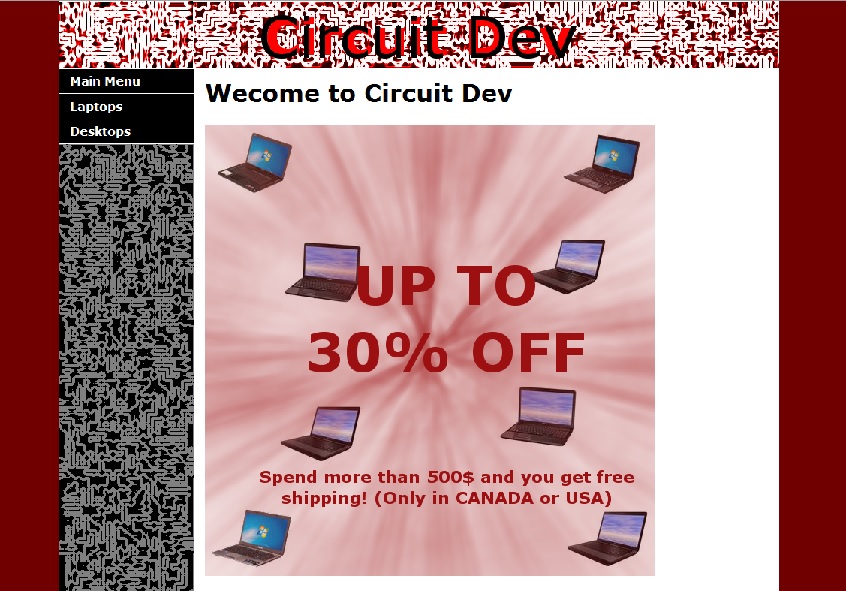 Circuit Dev
Main Menu
Laptops
Desktops
Wecome to Circuit Dev
UP TO
30% OFF
Spend more than 500$ and you get free
shipping! (Only in CANADA or USA)